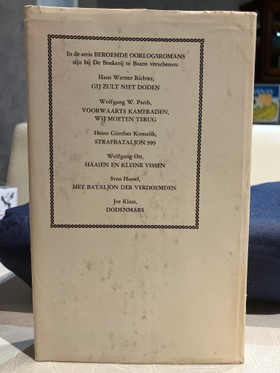 In de serie BEROEMDE OORLOGSROMANS
zijn bij De Boekerij te Baarn verschenen:
Hans Werner Richter,
GIJ ZULT NIET DODEN
Wolfgang W. Parth,
VOORWAARTS KAMERADEN,
WIJ MOETEN TERUG
Heinz Günther Konsalik,
STRAFBATALJON 999
Wolfgang Ott,
HAAIEN EN KLEINE VISSEN
Sven Hassel,
HET BATALJON DER VERDOEMDEN
Joe Klaas,
DODENMARS